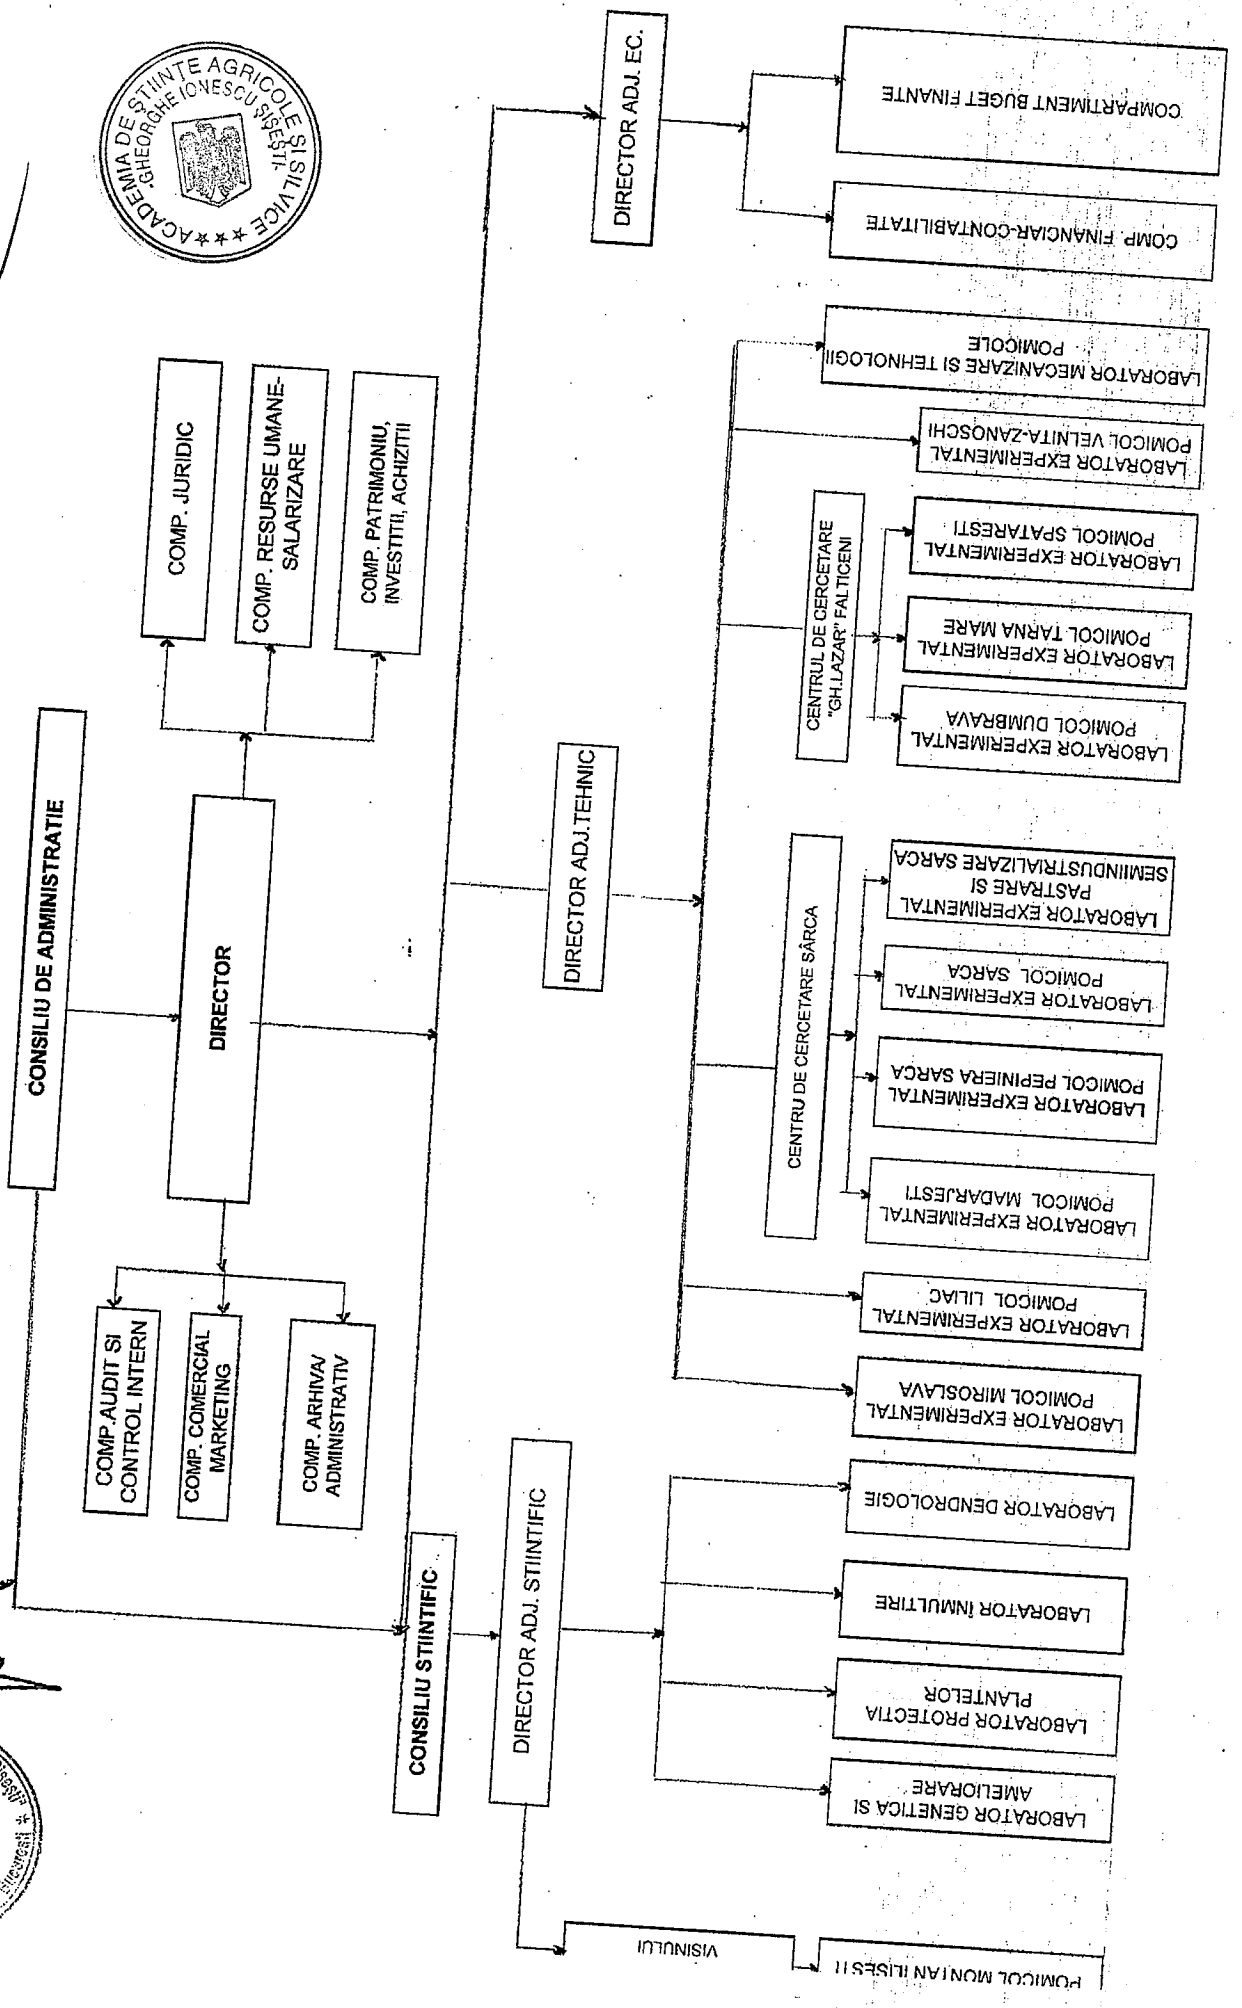 CONSILIU DE ADMINISTRATIE
DIRECTOR
COMP.AUDIT SI
CONTROL INTERN
COMP. COMERCIAL
MARKETING
COMP. ARHIVA/
ADMINISTRATIV
COMP. JURIDIC
COMP. RESURSE UMANE-
SALARIZARE
COMP. PATRIMONIU,
INVESTITII, ACHIZITII
ACADEMIA DE ȘTIINȚE AGRICOLE ȘI SILVICE
GHEORGHE IONESCU ȘIȘEȘTI
CONSILIU STIINTIFIC
DIRECTOR ADJ. STIINTIFIC
DIRECTOR ADJ.TEHNIC
DIRECTOR ADJ. EC.
VISINULUI
POMICOL MONTAN ILISESTI
LABORATOR GENETICA SI
AMELIORARE
LABORATOR PROTECTIA
PLANTELOR
LABORATOR ÎNMULTIRE
LABORATOR DENDROLOGIE
LABORATOR EXPERIMENTAL
POMICOL MIROSLAVA
LABORATOR EXPERIMENTAL
POMICOL LILIAC
CENTRU DE CERCETARE SÂRCA
LABORATOR EXPERIMENTAL
POMICOL MADARJESTI
LABORATOR EXPERIMENTAL
POMICOL PEPINIERA SARCA
LABORATOR EXPERIMENTAL
POMICOL SARCA
LABORATOR EXPERIMENTAL
PASTRARE SI
SEMIINDUSTRIALIZARE SARCA
CENTRUL DE CERCETARE
"GH.LAZAR" FALTICENI
LABORATOR EXPERIMENTAL
POMICOL DUMBRAVA
LABORATOR EXPERIMENTAL
POMICOL TARNA MARE
LABORATOR EXPERIMENTAL
POMICOL SPATARESTI
LABORATOR EXPERIMENTAL
POMICOL VELNITA-ZANOSCHI
LABORATOR MECANIZARE SI TEHNOLOGII
POMICOLE
COMP. FINANCIAR-CONTABILITATE
COMPARTIMENT BUGET FINANTE